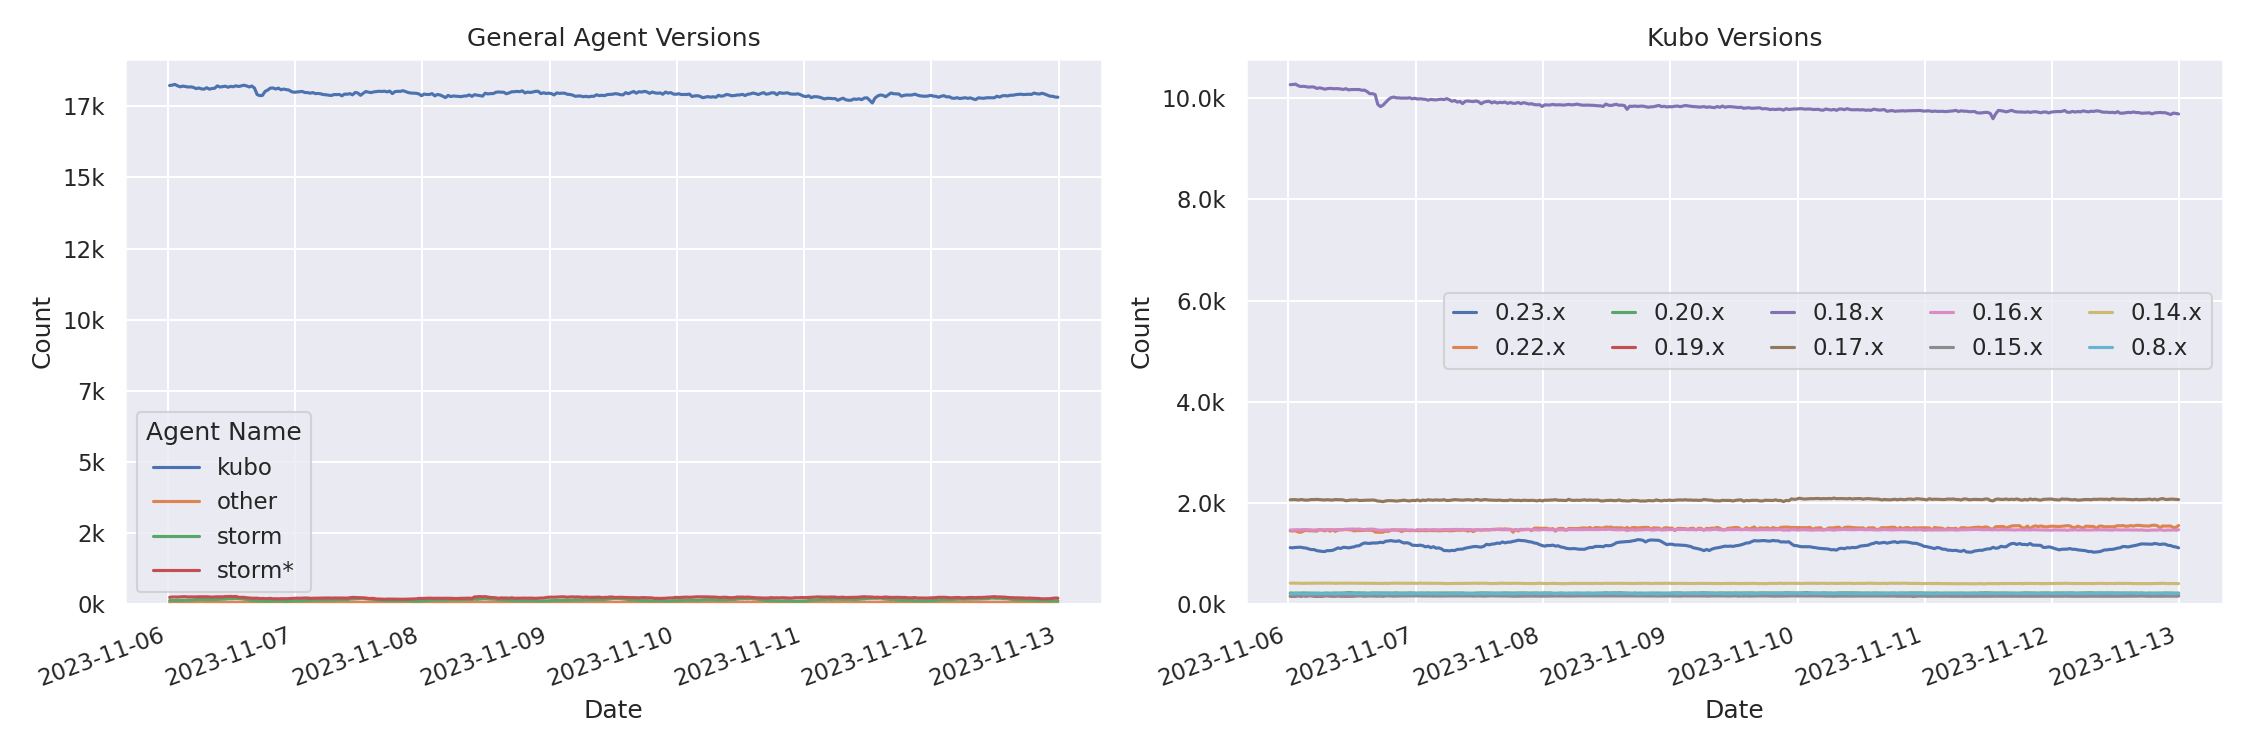 General Agent Versions
17k
15k
12k
10k
7k
5k
2k
0k
Count
Agent Name
kubo
other
storm
storm*
2023-11-06
2023-11-07
2023-11-08
2023-11-09
2023-11-10
2023-11-11
2023-11-12
2023-11-13
Date
Kubo Versions
10.0k
8.0k
6.0k
4.0k
2.0k
0.0k
Count
0.23.x 0.20.x 0.18.x 0.16.x 0.14.x
0.22.x 0.19.x 0.17.x 0.15.x 0.8.x
2023-11-06
2023-11-07
2023-11-08
2023-11-09
2023-11-10
2023-11-11
2023-11-12
2023-11-13
Date